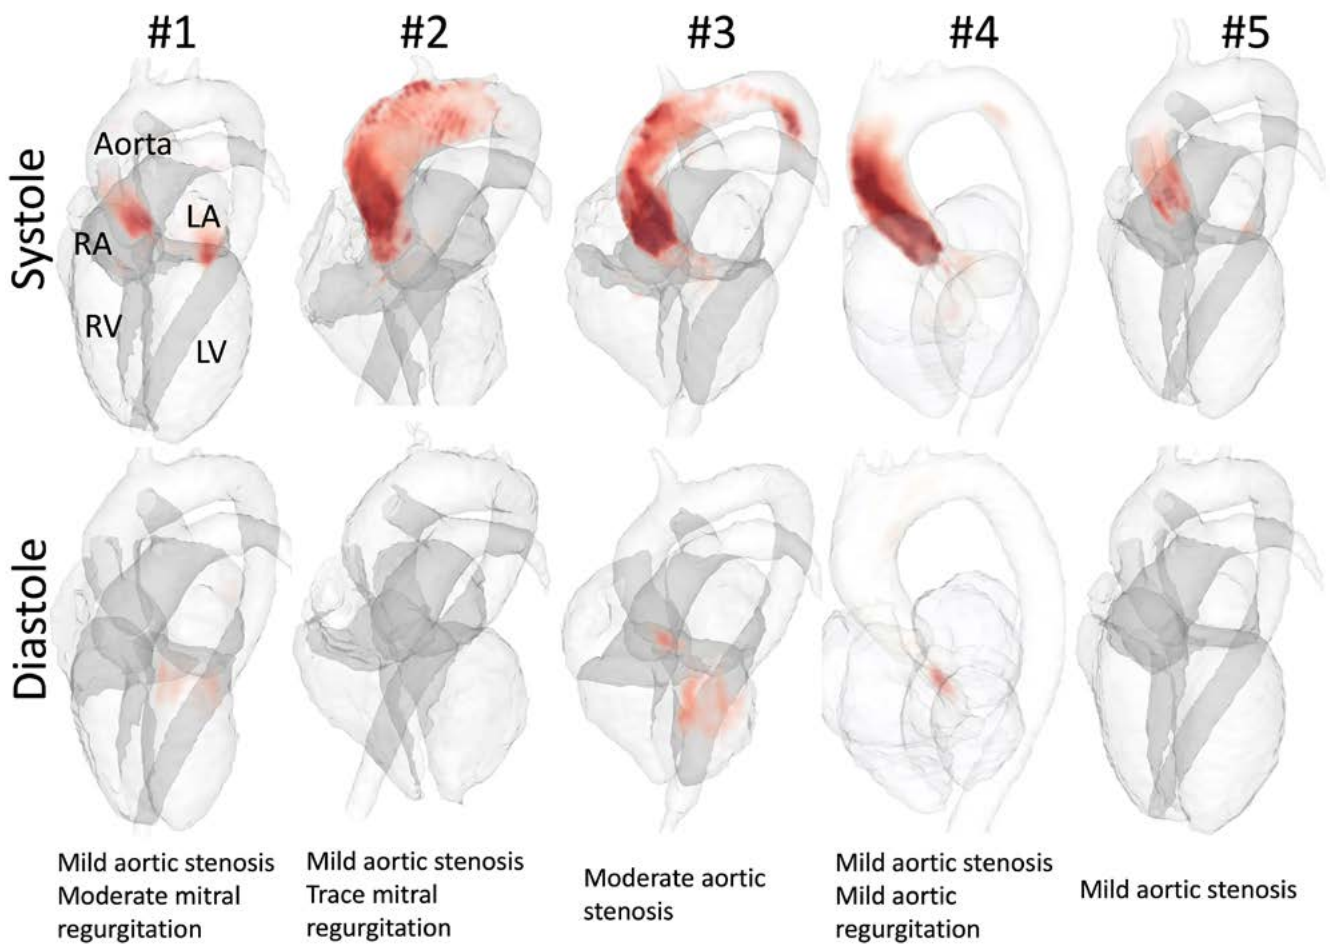 #1 #2 #3 #4 #5
Systole
Aorta
LA
RA
RV
LV
Diastole
Mild aortic stenosis
Moderate mitral
regurgitation
Mild aortic stenosis
Trace mitral
regurgitation
Moderate aortic
stenosis
Mild aortic stenosis
Mild aortic
regurgitation
Mild aortic stenosis